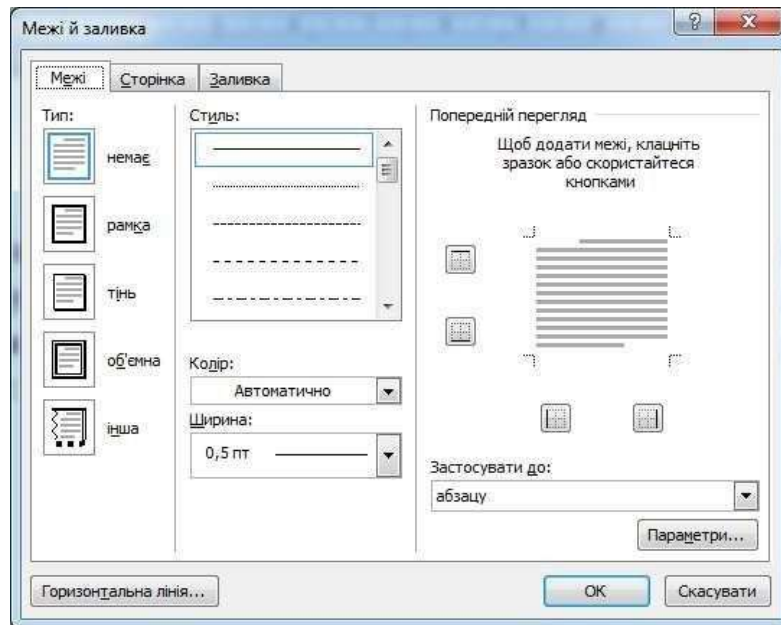 Межі й заливка
Межі
Сторінка
Заливка
Тип:
немає
рамка
тінь
об'ємна
інша
Стиль:
Колір:
Автоматично
Ширина:
0,5 пт
Попередній перегляд
Щоб додати межі, клацніть
зразок або скористайтеся
кнопками
Застосувати до:
абзацу
Параметри...
Горизонтальна лінія...
ОК
Скасувати